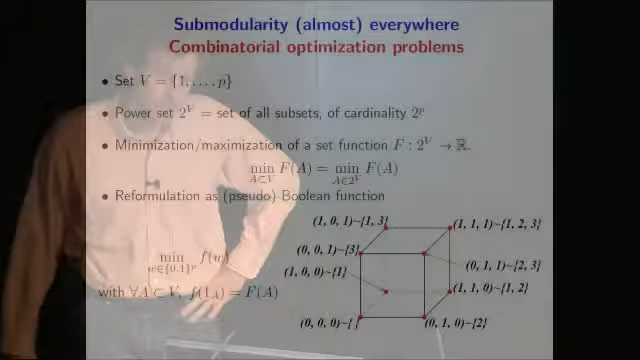 Submodularity (almost) everywhere
Combinatorial optimization problems
• Set V = {1, . . . , p}
• Power set 2^V = set of all subsets, of cardinality 2^p
• Minimization/maximization of a set function F : 2^V → ℝ.
min_{A⊂V} F(A) = min_{A∈2^V} F(A)
• Reformulation as (pseudo) Boolean function
min_{w∈{0,1}^p} f(w)
with ∀A ⊂ V, f(1_A) = F(A)
(1, 0, 1)~{1, 3}
(1, 1, 1)~{1, 2, 3}
(0, 0, 1)~{3}
(0, 1, 1)~{2, 3}
(1, 0, 0)~{1}
(1, 1, 0)~{1, 2}
(0, 0, 0)~{ }
(0, 1, 0)~{2}